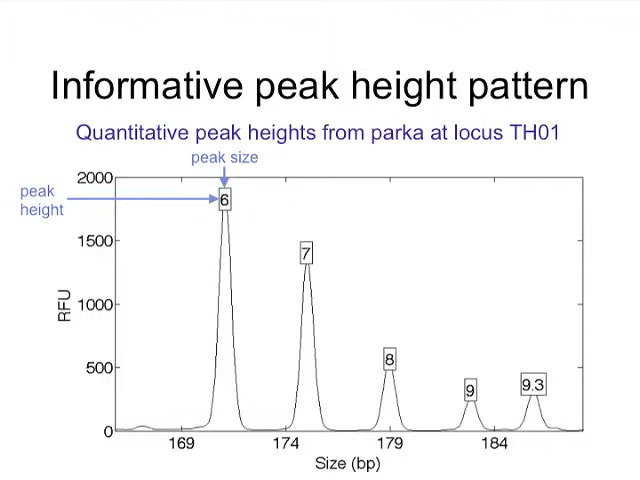 Informative peak height pattern
Quantitative peak heights from parka at locus TH01
peak size
peak
height
2000
1500
1000
500
0
RFU
6
7
8
9
9.3
169
174
179
184
Size (bp)